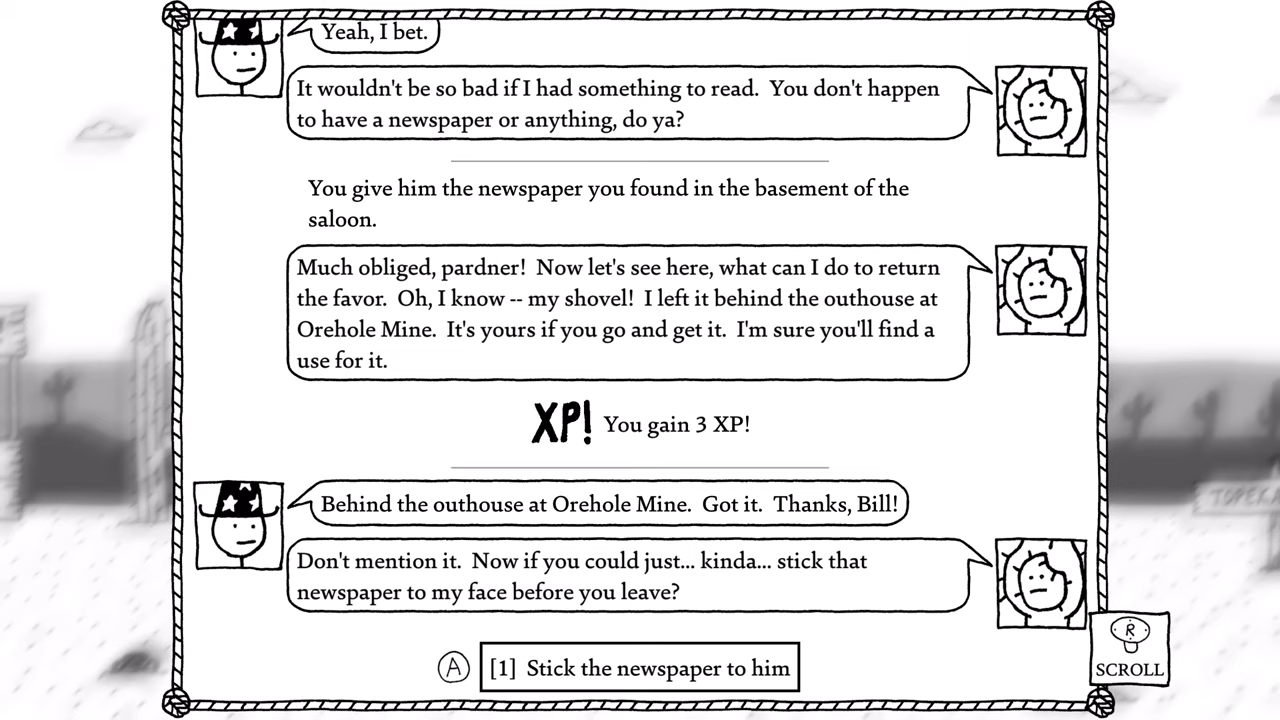 Yeah, I bet.
It wouldn't be so bad if I had something to read.  You don't happen
to have a newspaper or anything, do ya?
You give him the newspaper you found in the basement of the
saloon.
Much obliged, pardner!  Now let's see here, what can I do to return
the favor.  Oh, I know -- my shovel!  I left it behind the outhouse at
Orehole Mine.  It's yours if you go and get it.  I'm sure you'll find a
use for it.
XP! You gain 3 XP!
Behind the outhouse at Orehole Mine.  Got it.  Thanks, Bill!
Don't mention it.  Now if you could just... kinda... stick that
newspaper to my face before you leave?
R
SCROLL
A [1]  Stick the newspaper to him